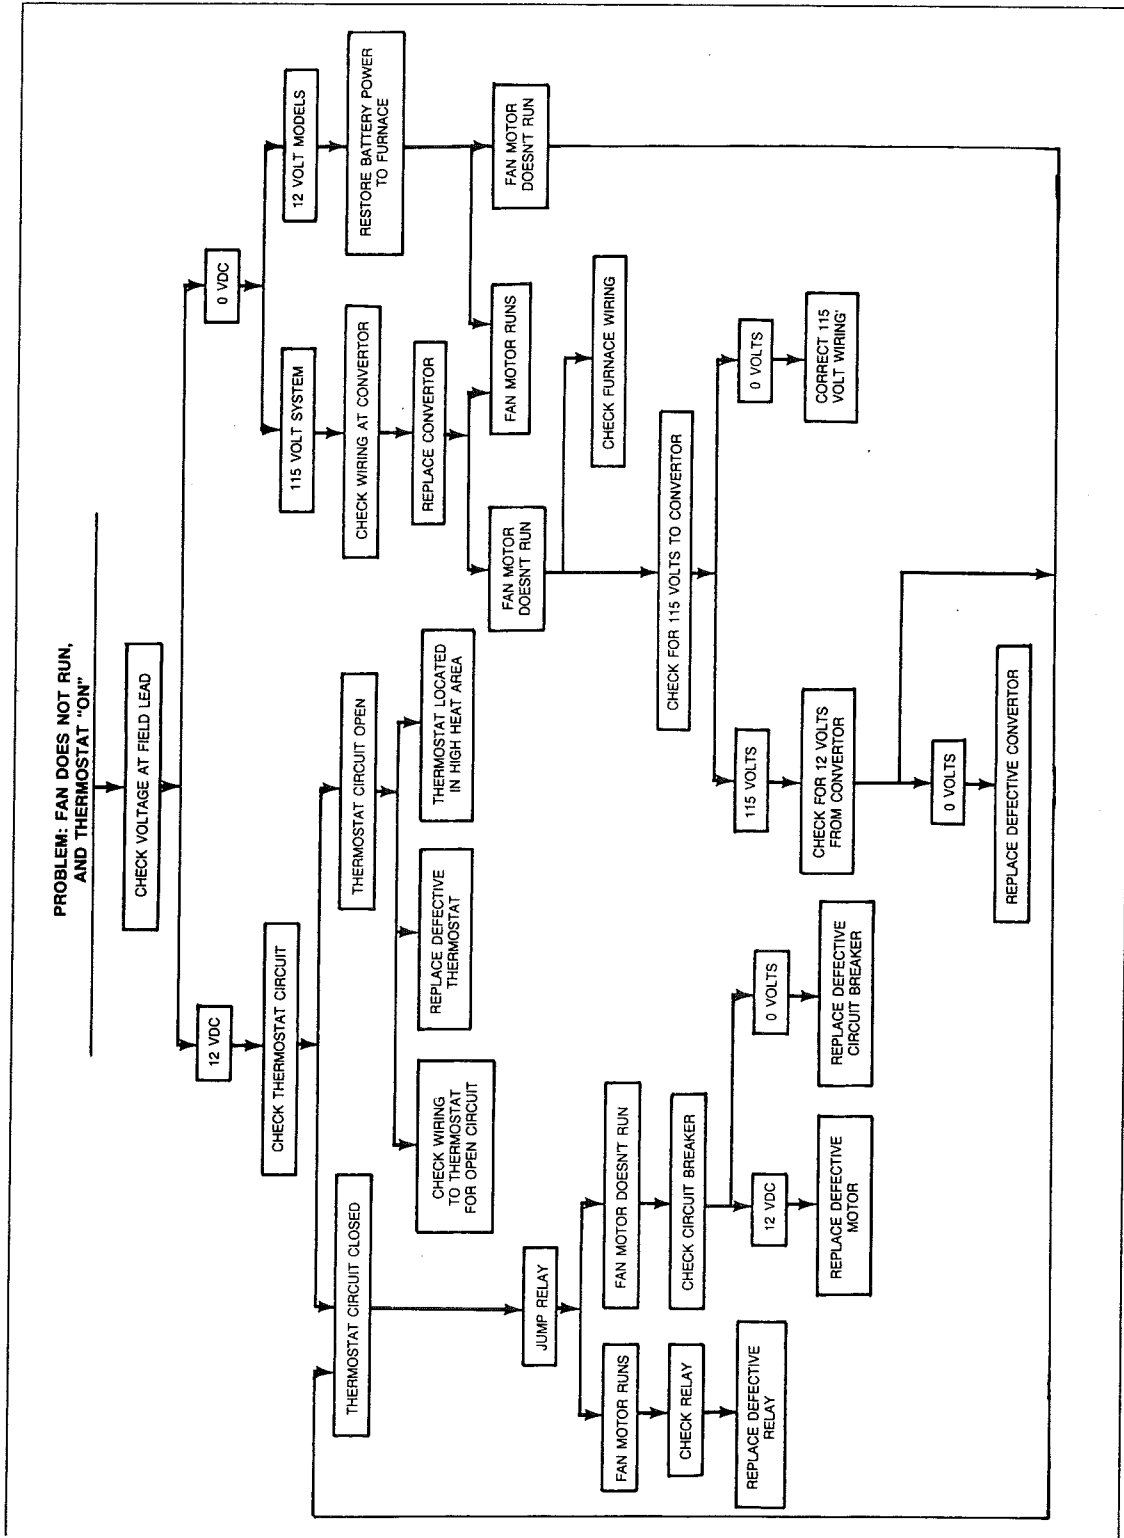 PROBLEM: FAN DOES NOT RUN,
AND THERMOSTAT "ON"
CHECK VOLTAGE AT FIELD LEAD
12 VDC
0 VDC
CHECK THERMOSTAT CIRCUIT
115 VOLT SYSTEM
12 VOLT MODELS
THERMOSTAT CIRCUIT CLOSED
THERMOSTAT CIRCUIT OPEN
CHECK WIRING AT CONVERTOR
RESTORE BATTERY POWER
TO FURNACE
CHECK WIRING
TO THERMOSTAT
FOR OPEN CIRCUIT
REPLACE DEFECTIVE
THERMOSTAT
THERMOSTAT LOCATED
IN HIGH HEAT AREA
REPLACE CONVERTOR
JUMP RELAY
FAN MOTOR
DOESN'T RUN
FAN MOTOR RUNS
FAN MOTOR
DOESN'T RUN
FAN MOTOR RUNS
FAN MOTOR DOESN'T RUN
CHECK FURNACE WIRING
CHECK RELAY
CHECK CIRCUIT BREAKER
CHECK FOR 115 VOLTS TO CONVERTOR
REPLACE DEFECTIVE
RELAY
12 VDC
0 VOLTS
115 VOLTS
0 VOLTS
REPLACE DEFECTIVE
MOTOR
REPLACE DEFECTIVE
CIRCUIT BREAKER
CHECK FOR 12 VOLTS
FROM CONVERTOR
CORRECT 115
VOLT WIRING'
0 VOLTS
REPLACE DEFECTIVE CONVERTOR